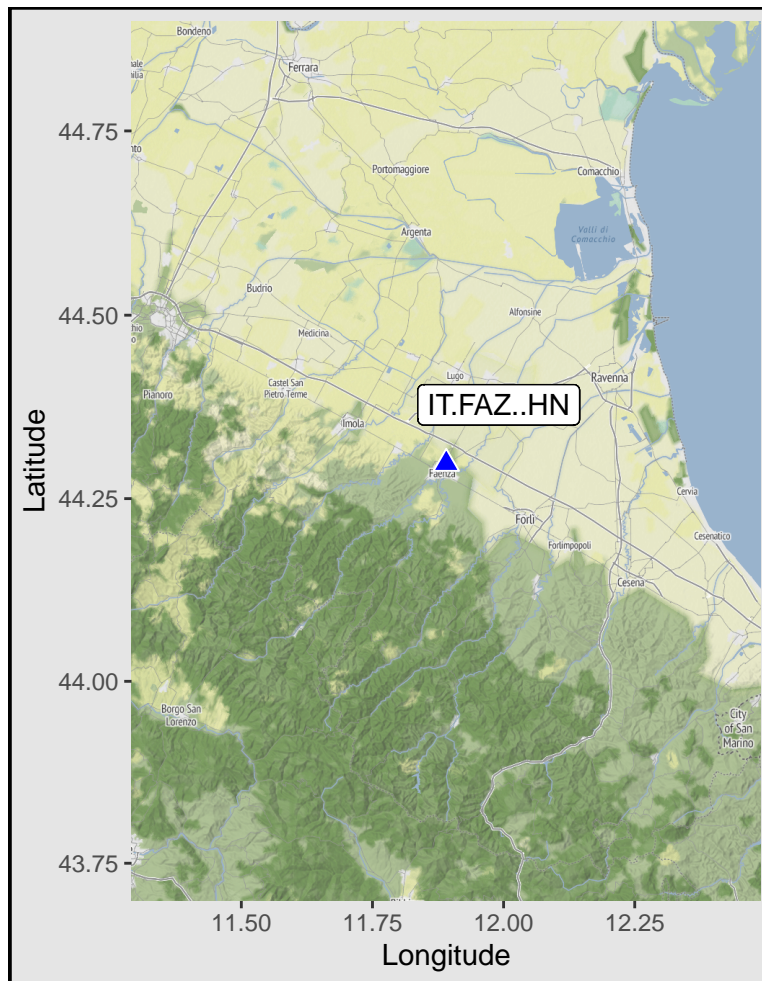 Bondeno
Ferrara
44.75
Portomaggiore
Comacchio
Argenta
Valli di
Comacchio
Budrio
44.50
Alfonsine
Medicina
Lugo
Ravenna
Castel San
Pietro Terme
Pianoro
IT.FAZ..HN
Imola
Latitude
Faenza
44.25
Cervia
Forlì
Cesenatico
Forlimpopoli
Cesena
44.00
Borgo San
Lorenzo
City
of San
Marino
43.75
11.50
11.75
12.00
12.25
Longitude